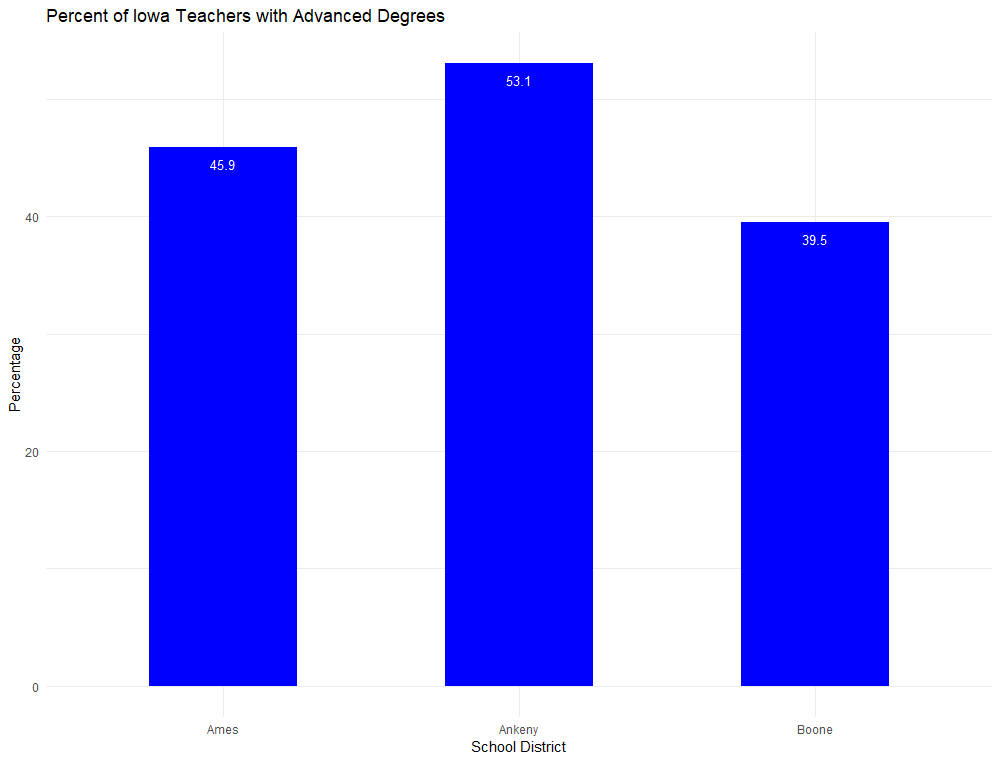 Percent of Iowa Teachers with Advanced Degrees
Percentage
40
20
0
45.9
53.1
39.5
Ames
Ankeny
Boone
School District